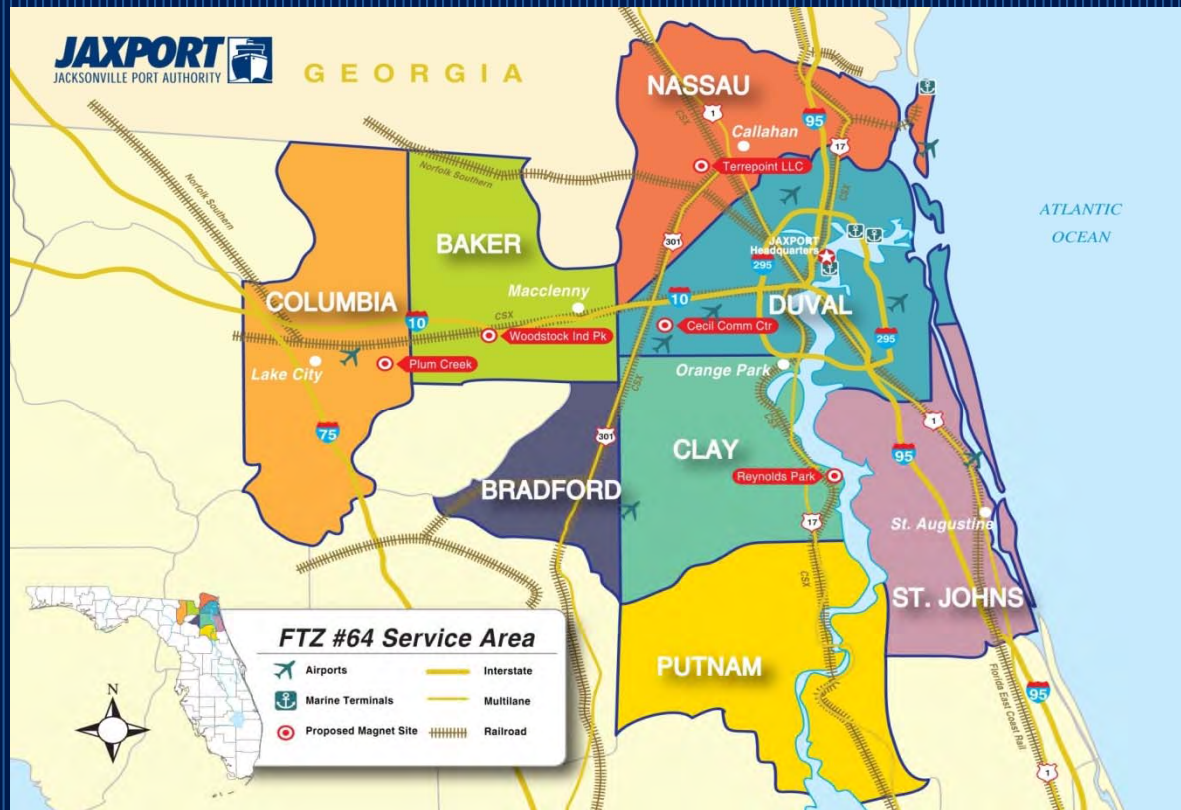 JAXPORT
JACKSONVILLE PORT AUTHORITY
GEORGIA
NASSAU
1
95
CSX
Callahan
17
Norfolk Southern
Terrepoint LLC
Norfolk Southern
CSX
ATLANTIC
OCEAN
BAKER
301
JAXPORT
Headquarters
295
COLUMBIA
Macclenny
10
DUVAL
10
CSX
Cecil Comm Ctr
Woodstock Ind Pk
295
Plum Creek
Lake City
Orange Park
CSX
1
75
301
CSX
CLAY
95
BRADFORD
Reynolds Park
17
St. Augustine
CSX
ST. JOHNS
PUTNAM
Florida East Coast Rail
95
1
FTZ #64 Service Area
Airports
Interstate
Marine Terminals
Multilane
Proposed Magnet Site
Railroad
N